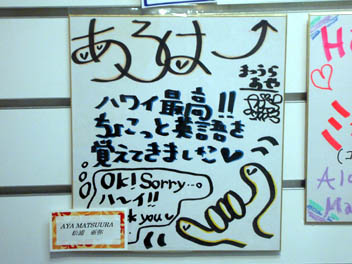 あろは
まつうら
あや
ハワイ最高!!
ちょこっと英語を
覚えてきました♥
OK! Sorry...
ハーイ!!
you ♥
AYA MATSUURA
松浦 亜弥